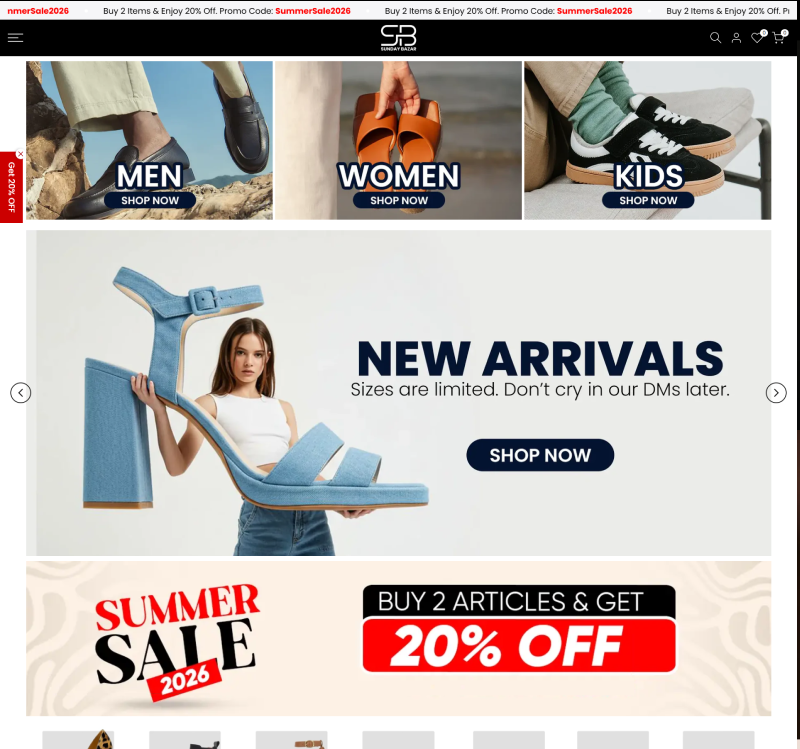 mmerSale2026 Buy 2 Items & Enjoy 20% Off. Promo Code: SummerSale2026 Buy 2 Items & Enjoy 20% Off. Promo Code: SummerSale2026 Buy 2 Items & Enjoy 20% Off. P
SB
SUNDAY BAZAR
0
0
MEN
SHOP NOW
WOMEN
SHOP NOW
KIDS
SHOP NOW
Get 20% OFF
NEW ARRIVALS
Sizes are limited. Don't cry in our DMs later.
SHOP NOW
SUMMER
SALE
2026
BUY 2 ARTICLES & GET
20% OFF